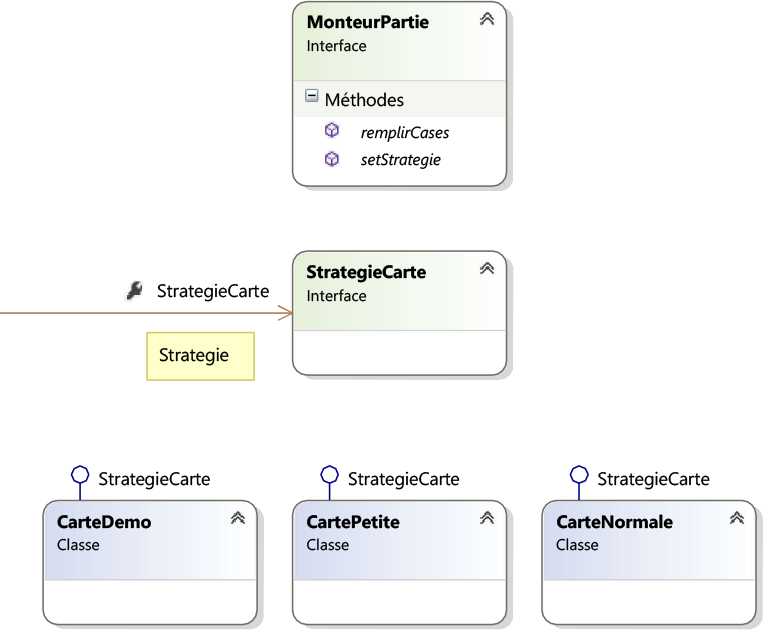 MonteurPartie
Interface
Méthodes
remplirCases
setStrategie
StrategieCarte
StrategieCarte
Interface
Strategie
StrategieCarte
CarteDemo
Classe
StrategieCarte
CartePetite
Classe
StrategieCarte
CarteNormale
Classe